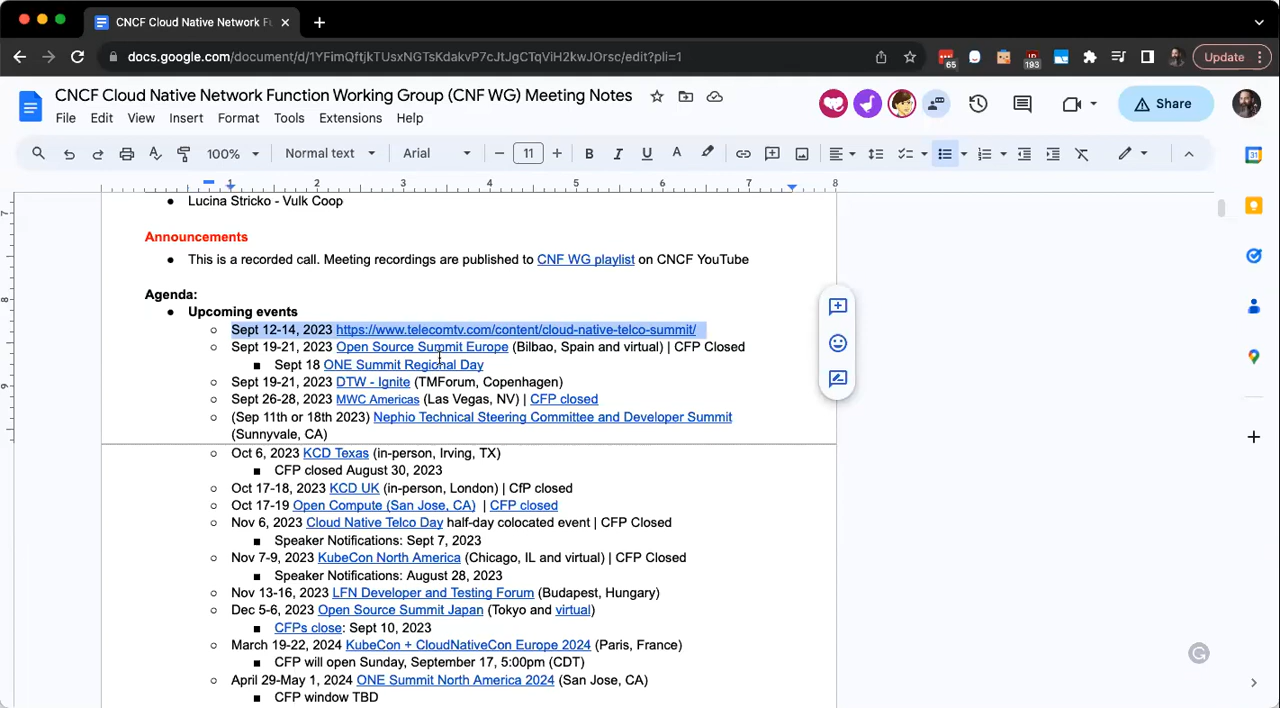 CNCF Cloud Native Network Fu
docs.google.com/document/d/1YFimQftjkTUsxNGTsKdakvP7cJtJgCTqViH2kwJOrsc/edit?pli=1
65
193
Update
CNCF Cloud Native Network Function Working Group (CNF WG) Meeting Notes
File Edit View Insert Format Tools Extensions Help
Share
100% Normal text Arial 11
1 2 3 4 5 6 7 8
Lucina Stricko - Vulk Coop
Announcements
This is a recorded call. Meeting recordings are published to CNF WG playlist on CNCF YouTube
Agenda:
Upcoming events
Sept 12-14, 2023 https://www.telecomtv.com/content/cloud-native-telco-summit/
Sept 19-21, 2023 Open Source Summit Europe (Bilbao, Spain and virtual) | CFP Closed
Sept 18 ONE Summit Regional Day
Sept 19-21, 2023 DTW - Ignite (TMForum, Copenhagen)
Sept 26-28, 2023 MWC Americas (Las Vegas, NV) | CFP closed
(Sep 11th or 18th 2023) Nephio Technical Steering Committee and Developer Summit
(Sunnyvale, CA)
Oct 6, 2023 KCD Texas (in-person, Irving, TX)
CFP closed August 30, 2023
Oct 17-18, 2023 KCD UK (in-person, London) | CfP closed
Oct 17-19 Open Compute (San Jose, CA) | CFP closed
Nov 6, 2023 Cloud Native Telco Day half-day colocated event | CFP Closed
Speaker Notifications: Sept 7, 2023
Nov 7-9, 2023 KubeCon North America (Chicago, IL and virtual) | CFP Closed
Speaker Notifications: August 28, 2023
Nov 13-16, 2023 LFN Developer and Testing Forum (Budapest, Hungary)
Dec 5-6, 2023 Open Source Summit Japan (Tokyo and virtual)
CFPs close: Sept 10, 2023
March 19-22, 2024 KubeCon + CloudNativeCon Europe 2024 (Paris, France)
CFP will open Sunday, September 17, 5:00pm (CDT)
April 29-May 1, 2024 ONE Summit North America 2024 (San Jose, CA)
CFP window TBD